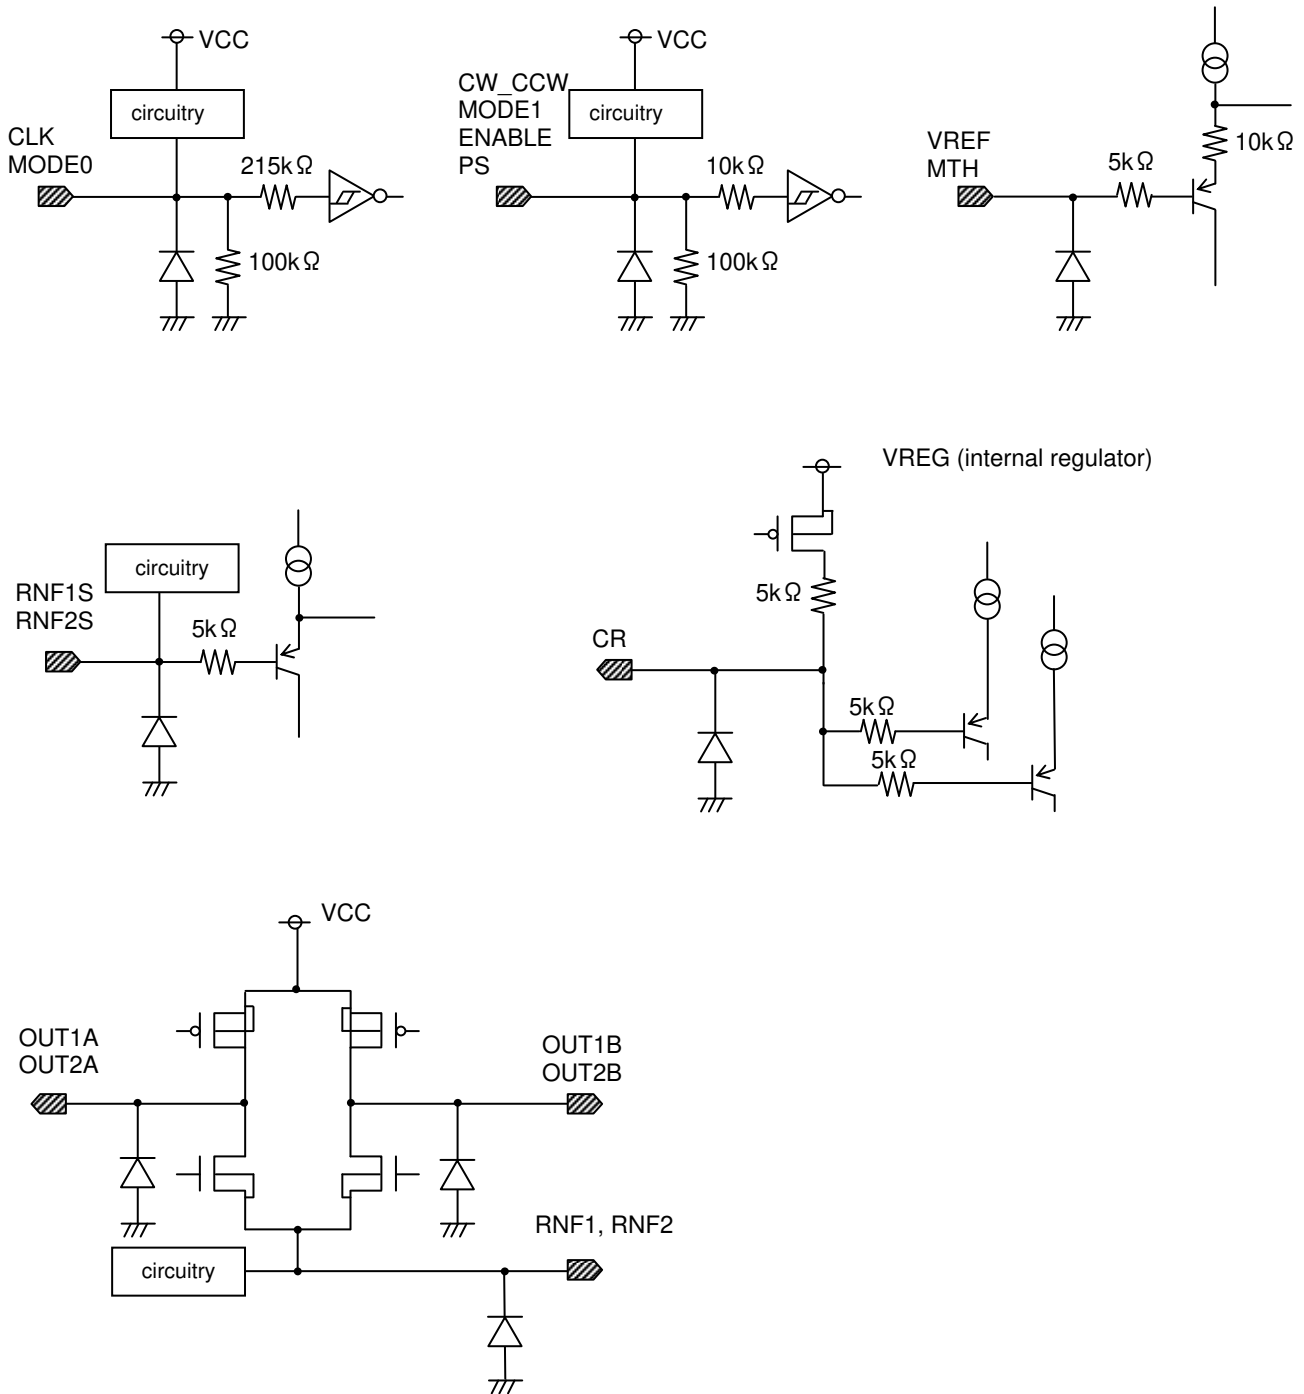 VCC
circuitry
CLK
MODE0
215kΩ
100kΩ
VCC
CW_CCW
MODE1
ENABLE
PS
circuitry
10kΩ
100kΩ
VREF
MTH
5kΩ
10kΩ
circuitry
RNF1S
RNF2S
5kΩ
VREG (internal regulator)
5kΩ
CR
5kΩ
5kΩ
VCC
OUT1A
OUT2A
OUT1B
OUT2B
RNF1, RNF2
circuitry